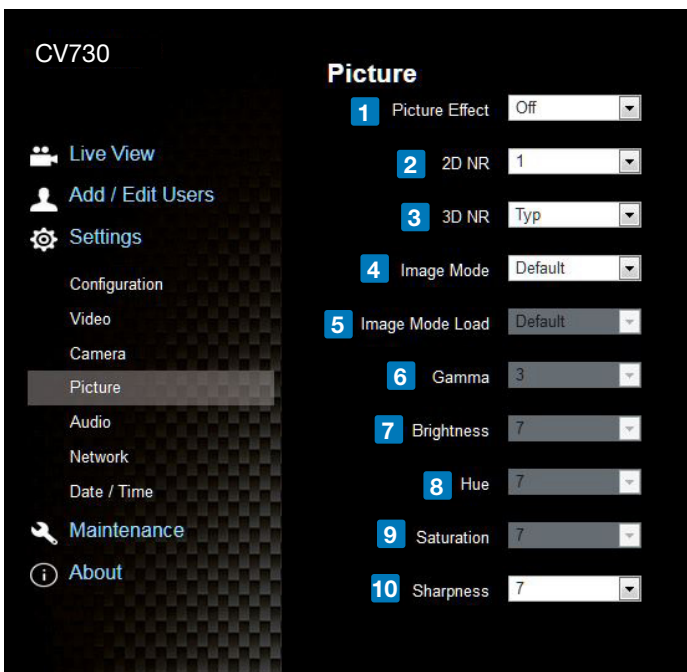 CV730
Live View
Add / Edit Users
Settings
Configuration
Video
Camera
Picture
Audio
Network
Date / Time
Maintenance
About
Picture
1 Picture Effect Off
2 2D NR 1
3 3D NR Typ
4 Image Mode Default
5 Image Mode Load Default
6 Gamma 3
7 Brightness 7
8 Hue 7
9 Saturation 7
10 Sharpness 7